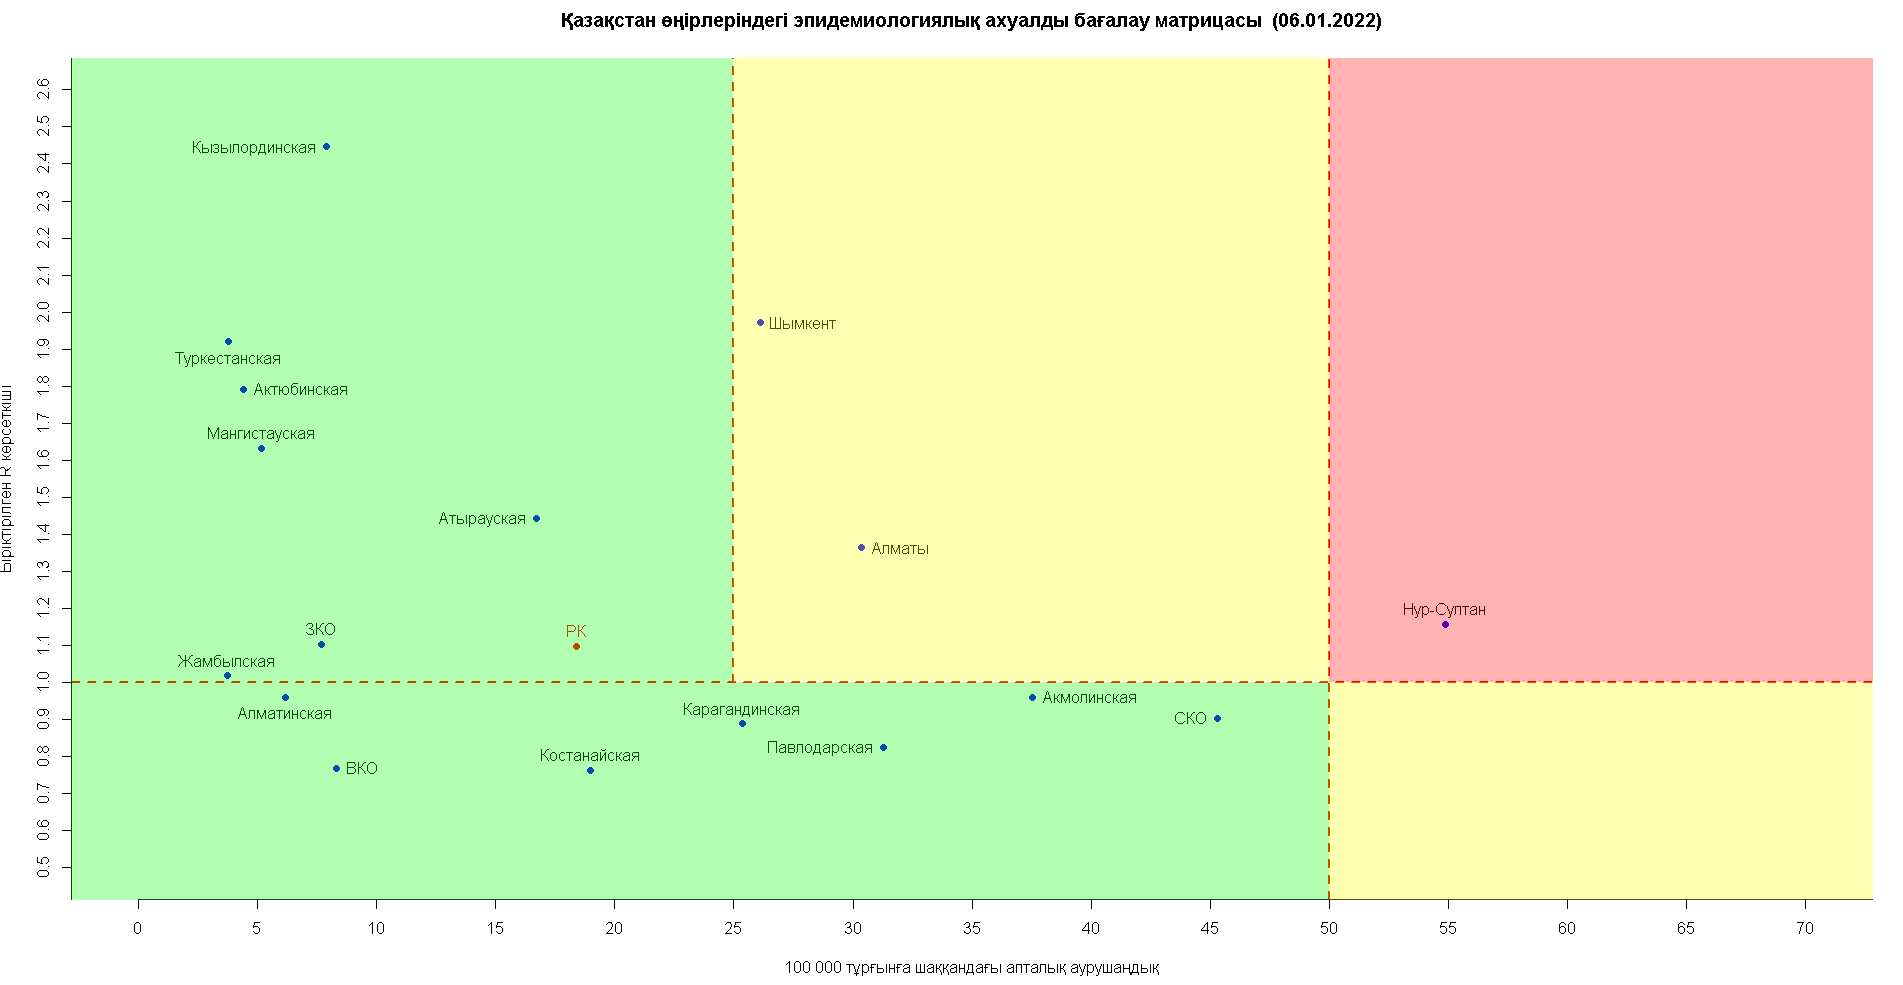 Қазақстан өңірлеріндегі эпидемиологиялық ахуалды бағалау матрицасы (06.01.2022)
2.6
2.5
2.4
2.3
2.2
2.1
2.0
1.9
1.8
1.7
1.6
1.5
1.4
1.3
1.2
1.1
1.0
0.9
0.8
0.7
0.6
0.5
Біріктірілген R көрсеткіші
Кызылординская
Шымкент
Туркестанская
Актюбинская
Мангистауская
Атырауская
Алматы
Нур-Султан
ЗКО
РК
Жамбылская
Алматинская
Акмолинская
Карагандинская
СКО
Павлодарская
Костанайская
ВКО
0 5 10 15 20 25 30 35 40 45 50 55 60 65 70
100 000 тұрғынға шаққандағы апталық аурушаңдық